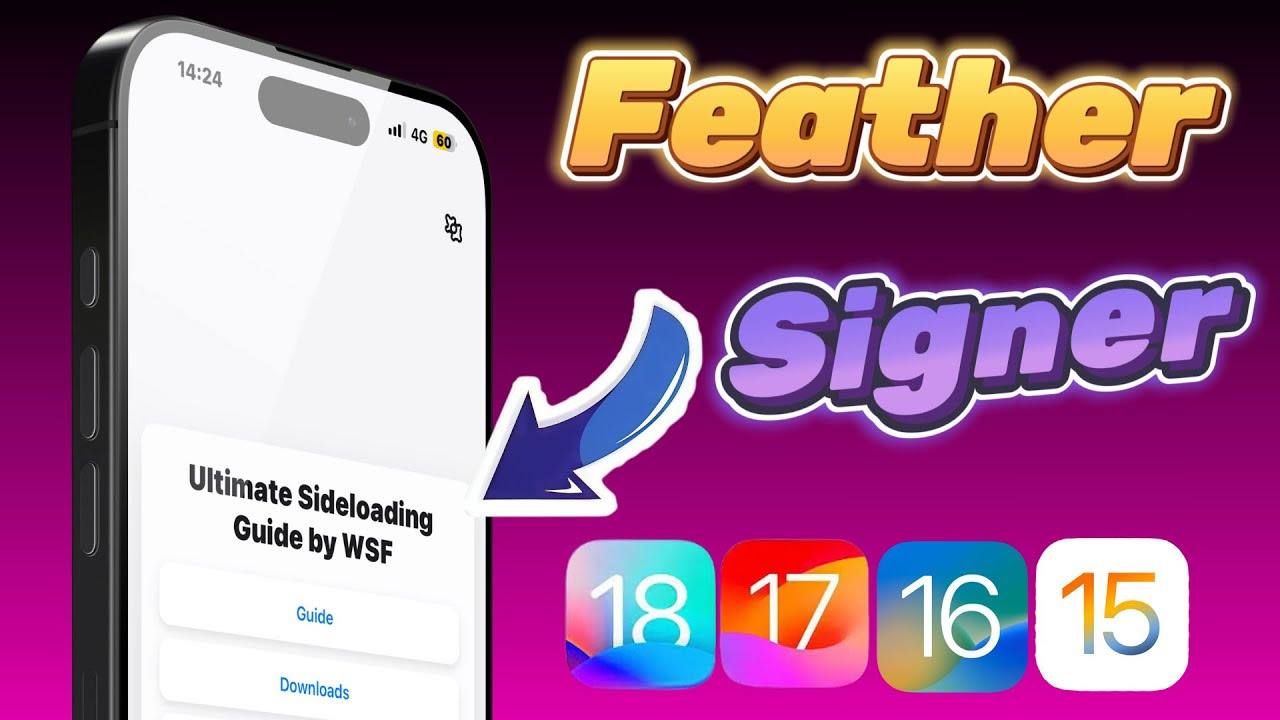 14:24
4G
60
Feather
Signer
Ultimate Sideloading
Guide by WSF
Guide
Downloads
18
17
16
15